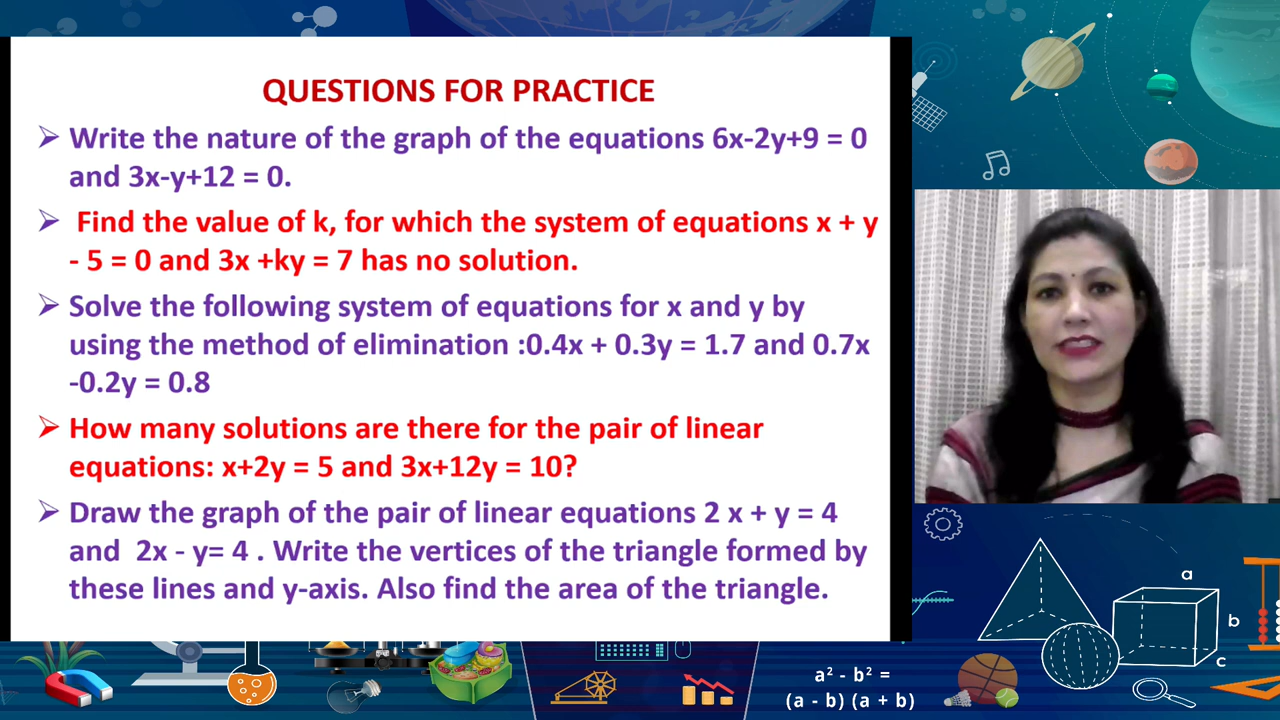 QUESTIONS FOR PRACTICE
Write the nature of the graph of the equations 6x-2y+9 = 0
and 3x-y+12 = 0.
Find the value of k, for which the system of equations x + y
- 5 = 0 and 3x +ky = 7 has no solution.
Solve the following system of equations for x and y by
using the method of elimination :0.4x + 0.3y = 1.7 and 0.7x
-0.2y = 0.8
How many solutions are there for the pair of linear
equations: x+2y = 5 and 3x+12y = 10?
Draw the graph of the pair of linear equations 2 x + y = 4
and 2x - y= 4 . Write the vertices of the triangle formed by
these lines and y-axis. Also find the area of the triangle.
a
b
c
a² - b² =
(a - b) (a + b)